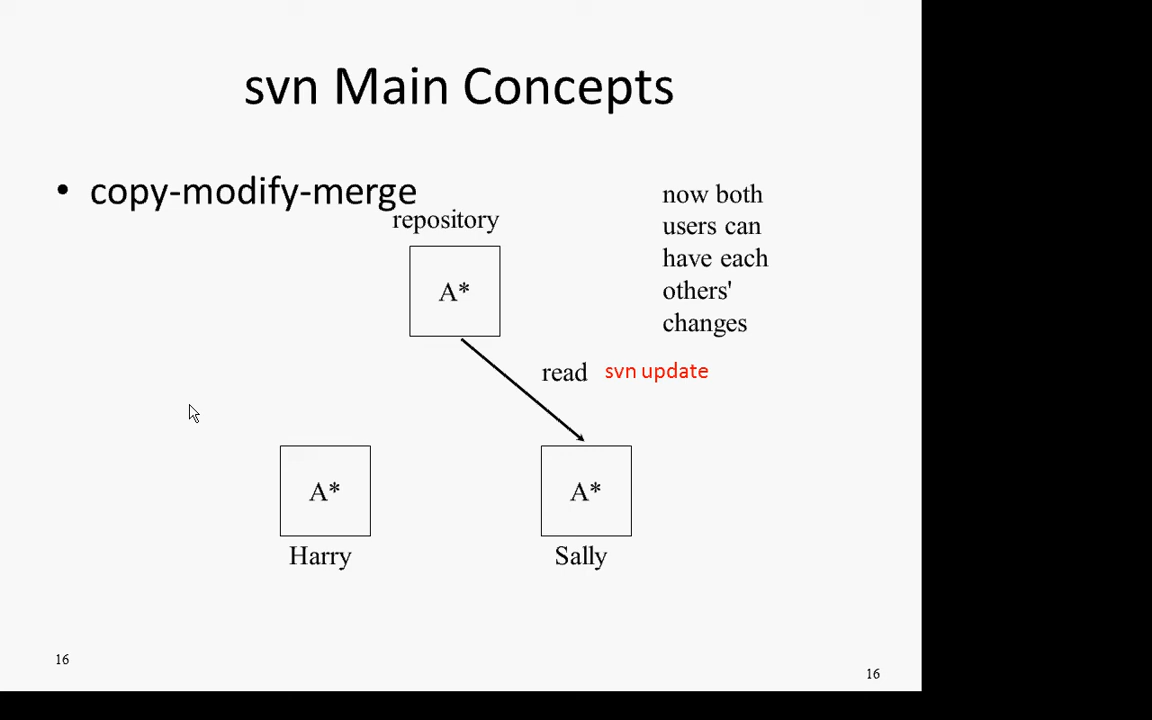 svn Main Concepts
• copy-modify-merge
repository
now both
users can
have each
others'
changes
A*
read svn update
A*
A*
Harry
Sally
16
16